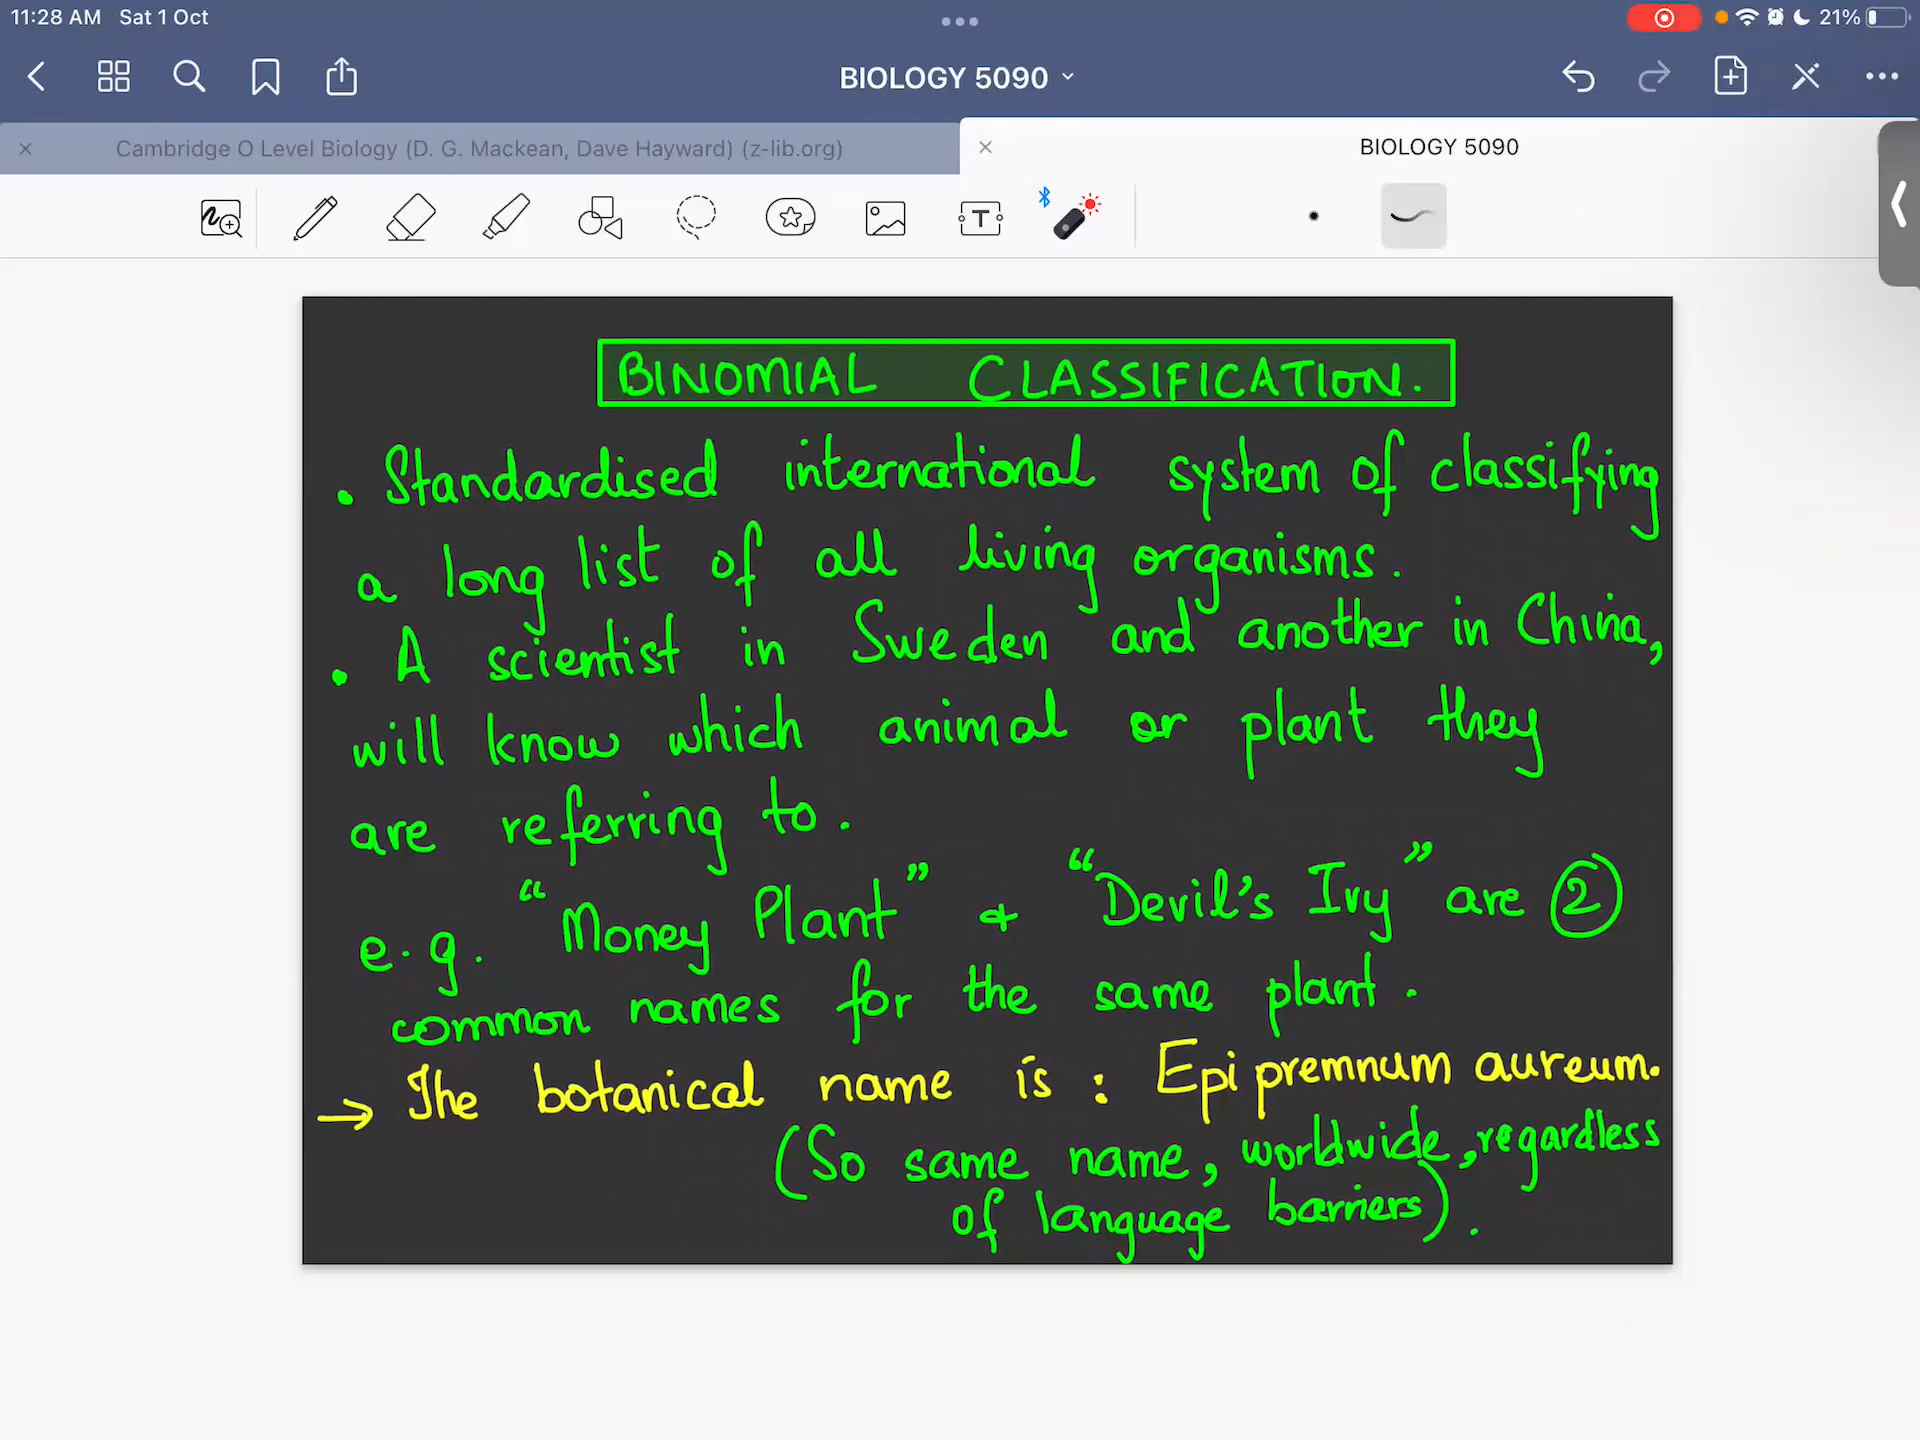 11:28 AM Sat 1 Oct
21%
BIOLOGY 5090
Cambridge O Level Biology (D. G. Mackean, Dave Hayward) (z-lib.org)
BIOLOGY 5090
T
BINOMIAL CLASSIFICATION.
• Standardised international system of classifying
a long list of all living organisms.
• A scientist in Sweden and another in China,
will know which animal or plant they
are referring to.
e.g. "Money Plant" & "Devil's Ivy" are 2
common names for the same plant.
→ The botanical name is : Epipremnum aureum.
(So same name, worldwide, regardless
of language barriers).